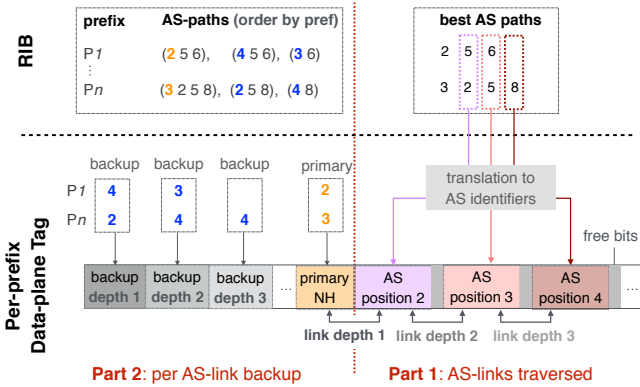 RIB
prefix AS-paths (order by pref)
P1 (2 5 6), (4 5 6), (3 6)
⋮
Pn (3 2 5 8), (2 5 8), (4 8)
best AS paths
2 5 6
3 2 5 8
Per-prefix
Data-plane Tag
backup backup backup primary
P1 4 3 2
Pn 2 4 4 3
translation to
AS identifiers
free bits
backup
depth 1
backup
depth 2
backup
depth 3
...
primary
NH
AS
position 2
AS
position 3
AS
position 4
...
link depth 1 link depth 2 link depth 3
Part 2: per AS-link backup
Part 1: AS-links traversed